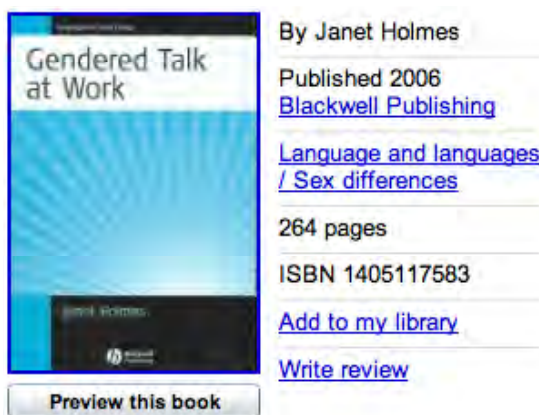 Gendered Talk
at Work
Janet Holmes
Preview this book
By Janet Holmes
Published 2006
Blackwell Publishing
Language and languages
/ Sex differences
264 pages
ISBN 1405117583
Add to my library
Write review